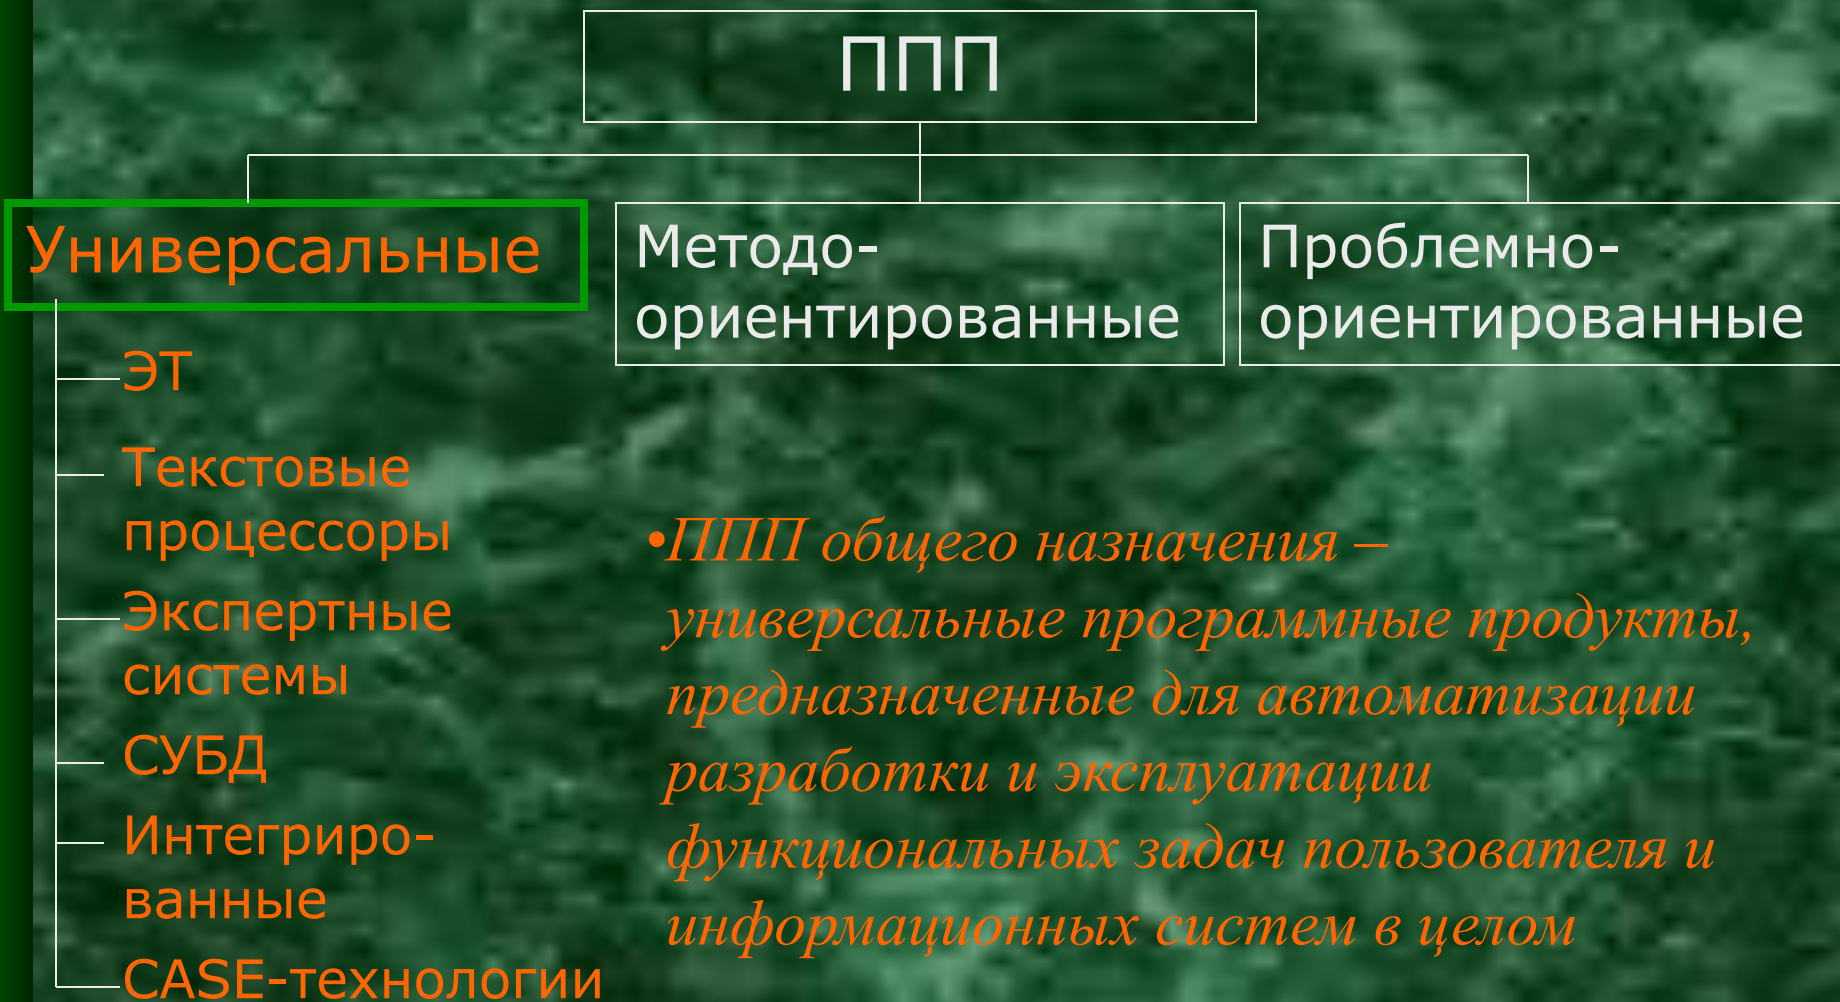 ППП
Универсальные
Методо-
ориентированные
Проблемно-
ориентированные
ЭТ
Текстовые
процессоры
Экспертные
системы
СУБД
Интегриро-
ванные
CASE-технологии
•ППП общего назначения –
универсальные программные продукты,
предназначенные для автоматизации
разработки и эксплуатации
функциональных задач пользователя и
информационных систем в целом